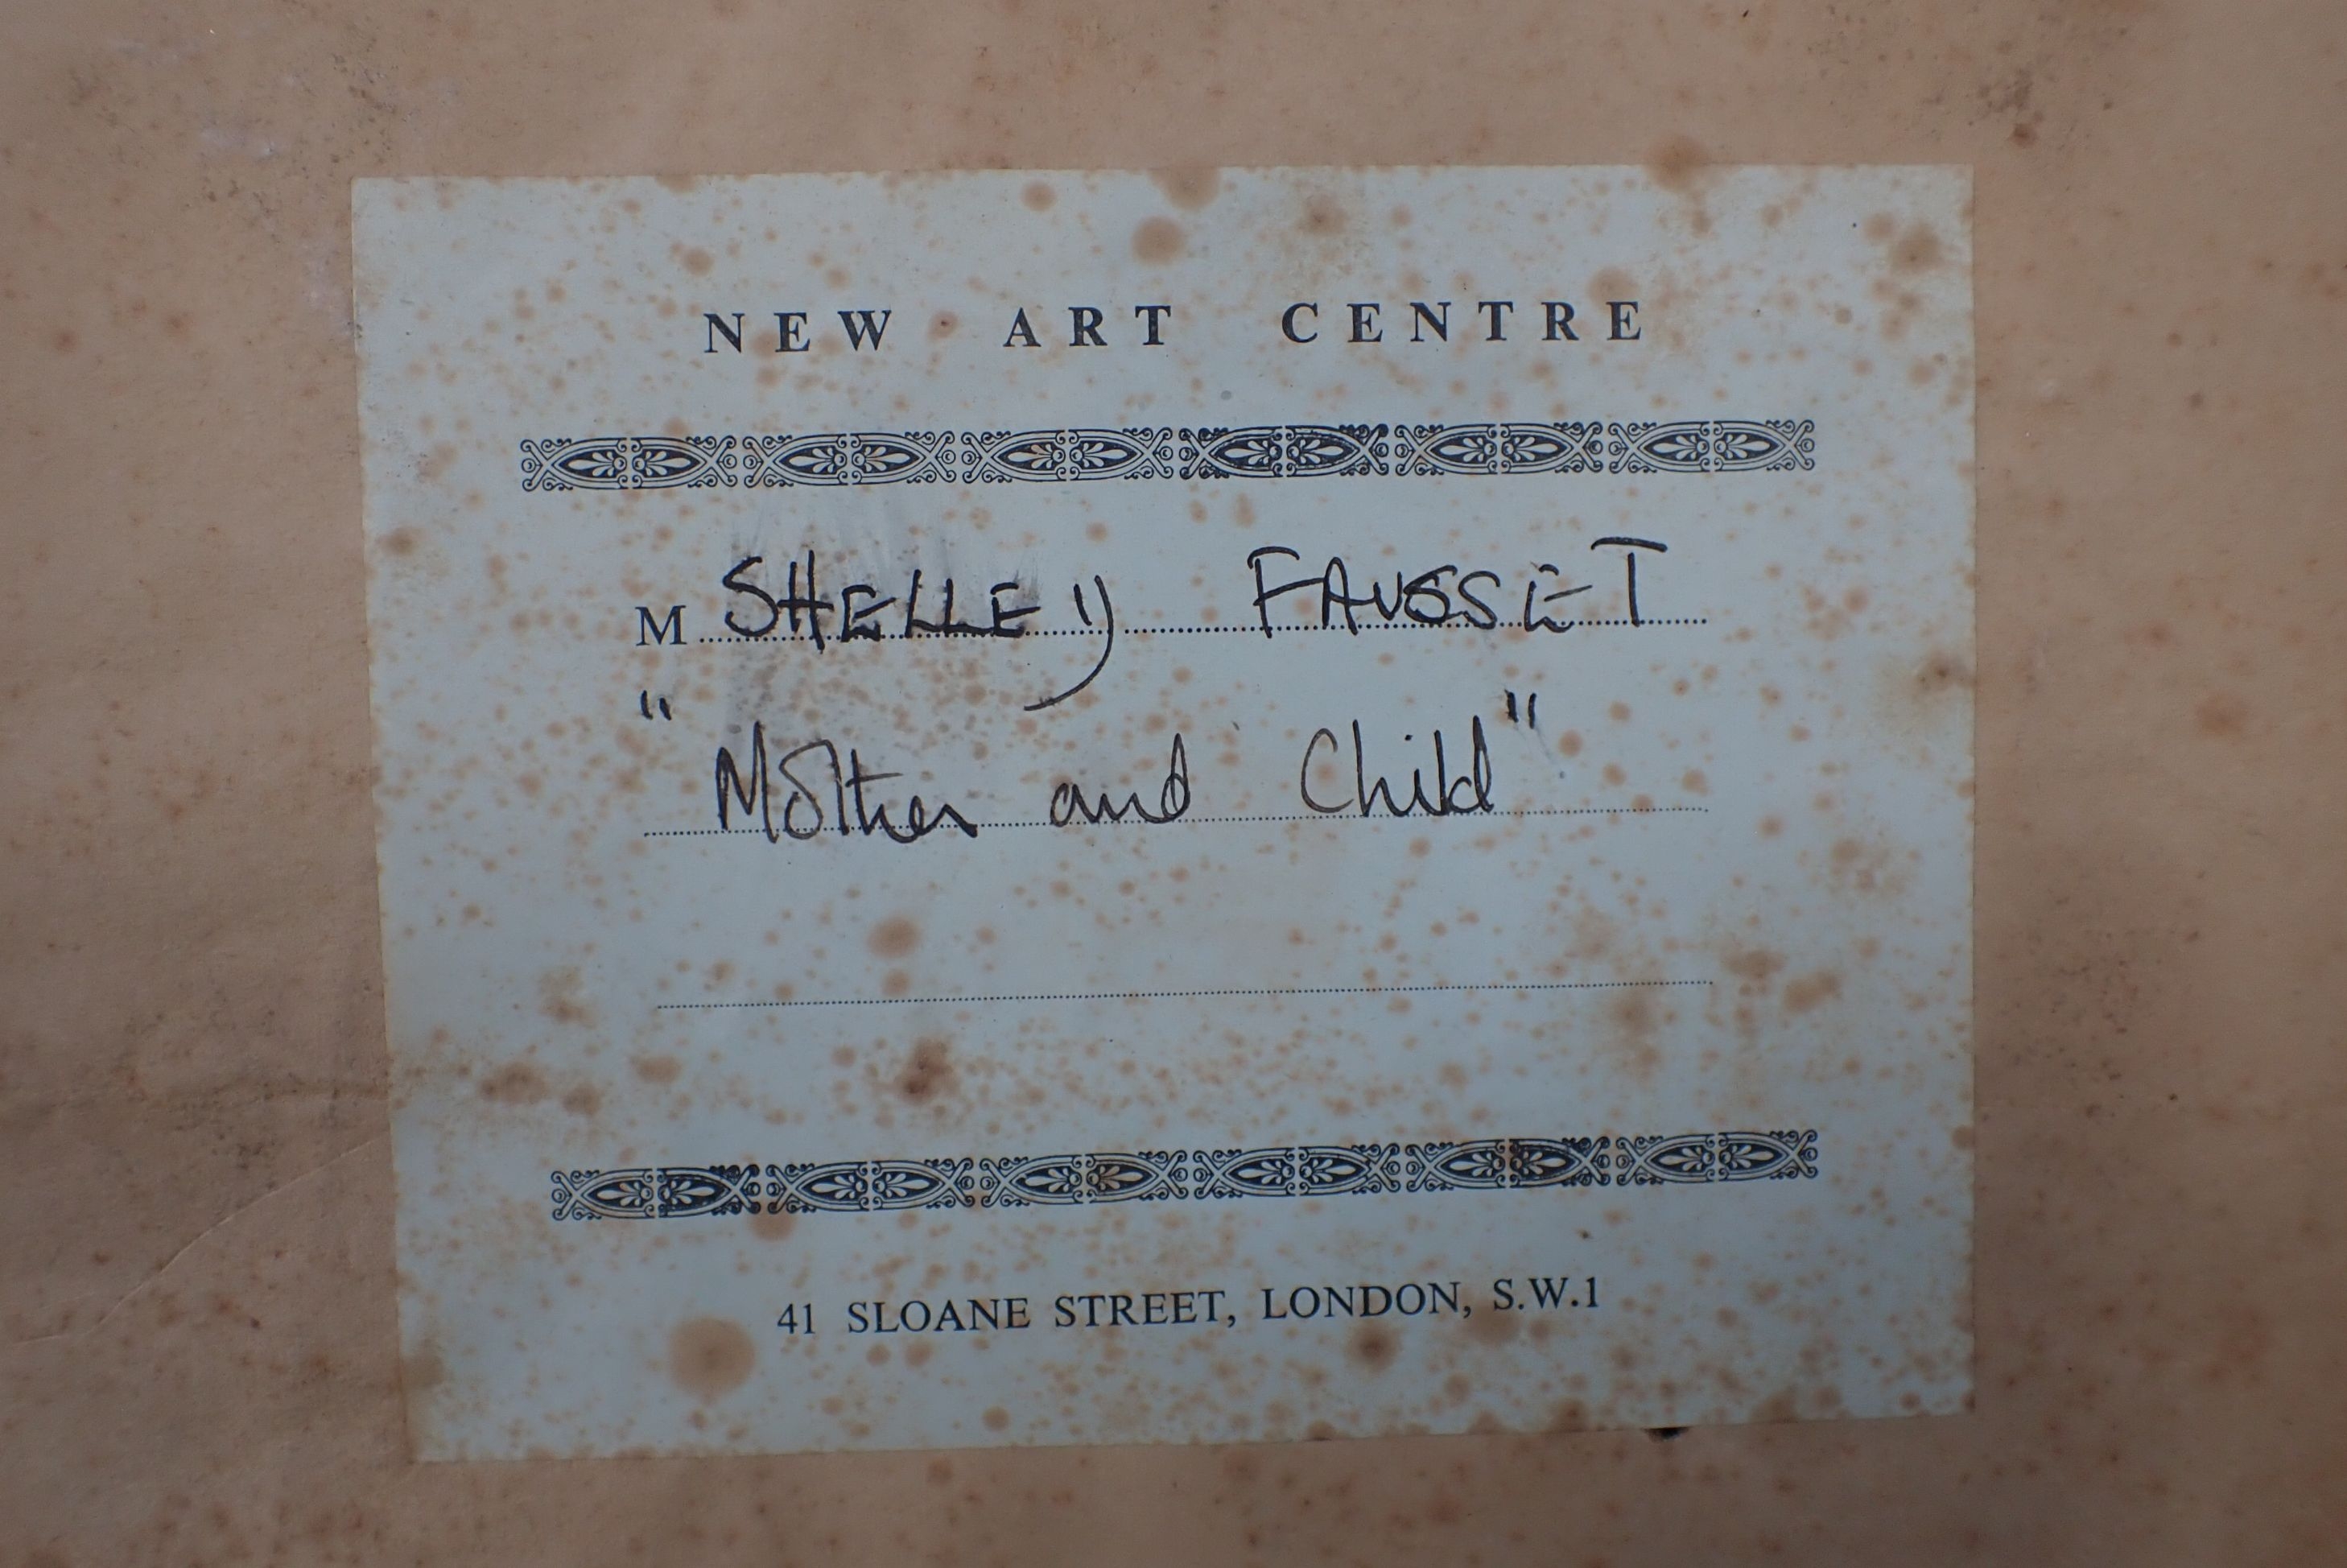 NEW ART CENTRE
M SHELLEY FAUSSET
"Mother and Child"
41 SLOANE STREET, LONDON, S.W.1